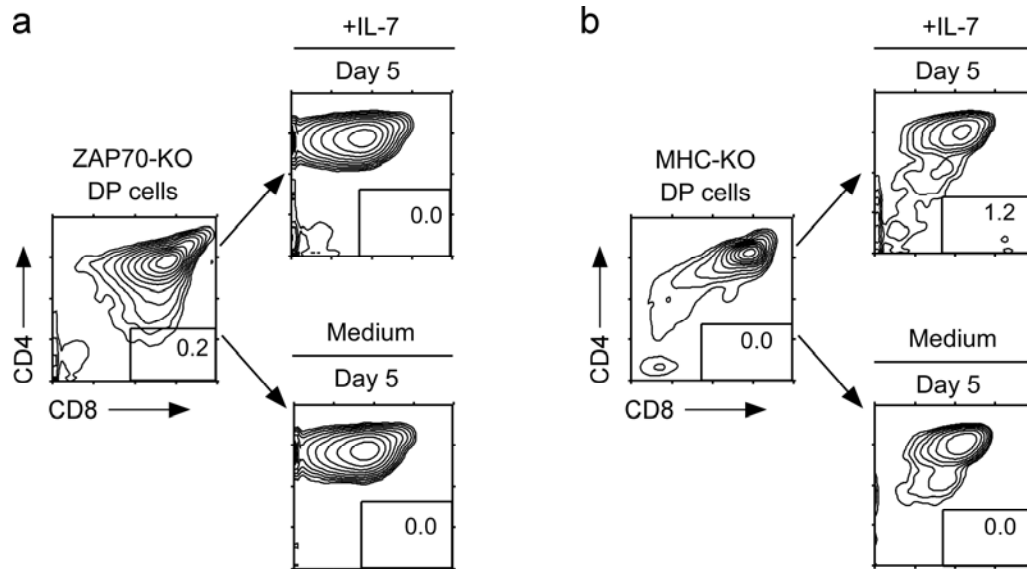 a
+IL-7
Day 5
ZAP70-KO
DP cells
0.0
0.2
CD4
CD8
Medium
Day 5
0.0
b
+IL-7
Day 5
MHC-KO
DP cells
1.2
0.0
CD4
CD8
Medium
Day 5
0.0